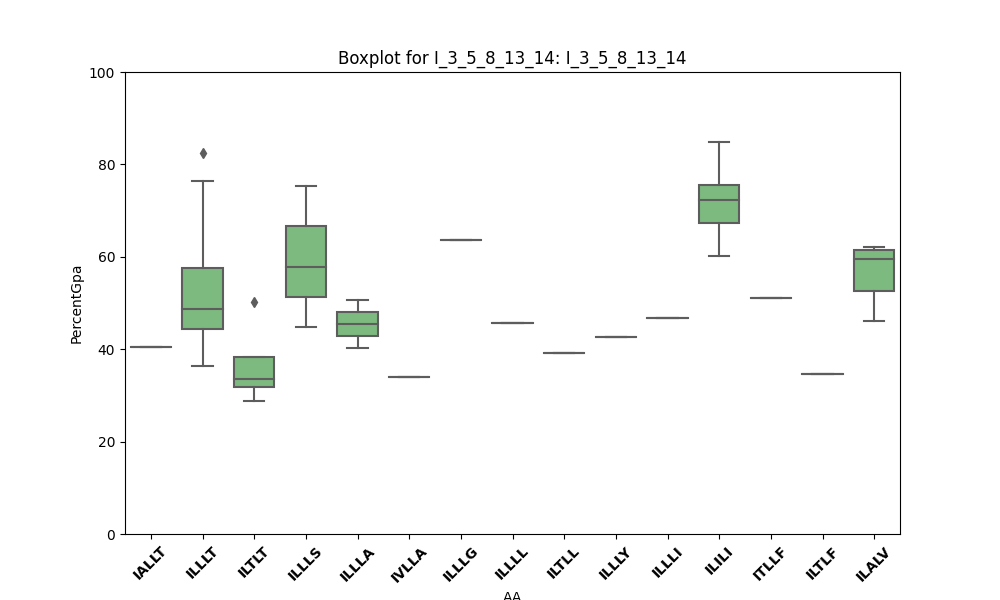 Boxplot for I_3_5_8_13_14: I_3_5_8_13_14
PercentGpa
100
80
60
40
20
0
IALLT ILLLT ILTLT ILLLS ILLLA IVLLA ILLLG ILLLL ILTLL ILLLY ILLLI ILILI ITLLF ILTLF ILALV
AA